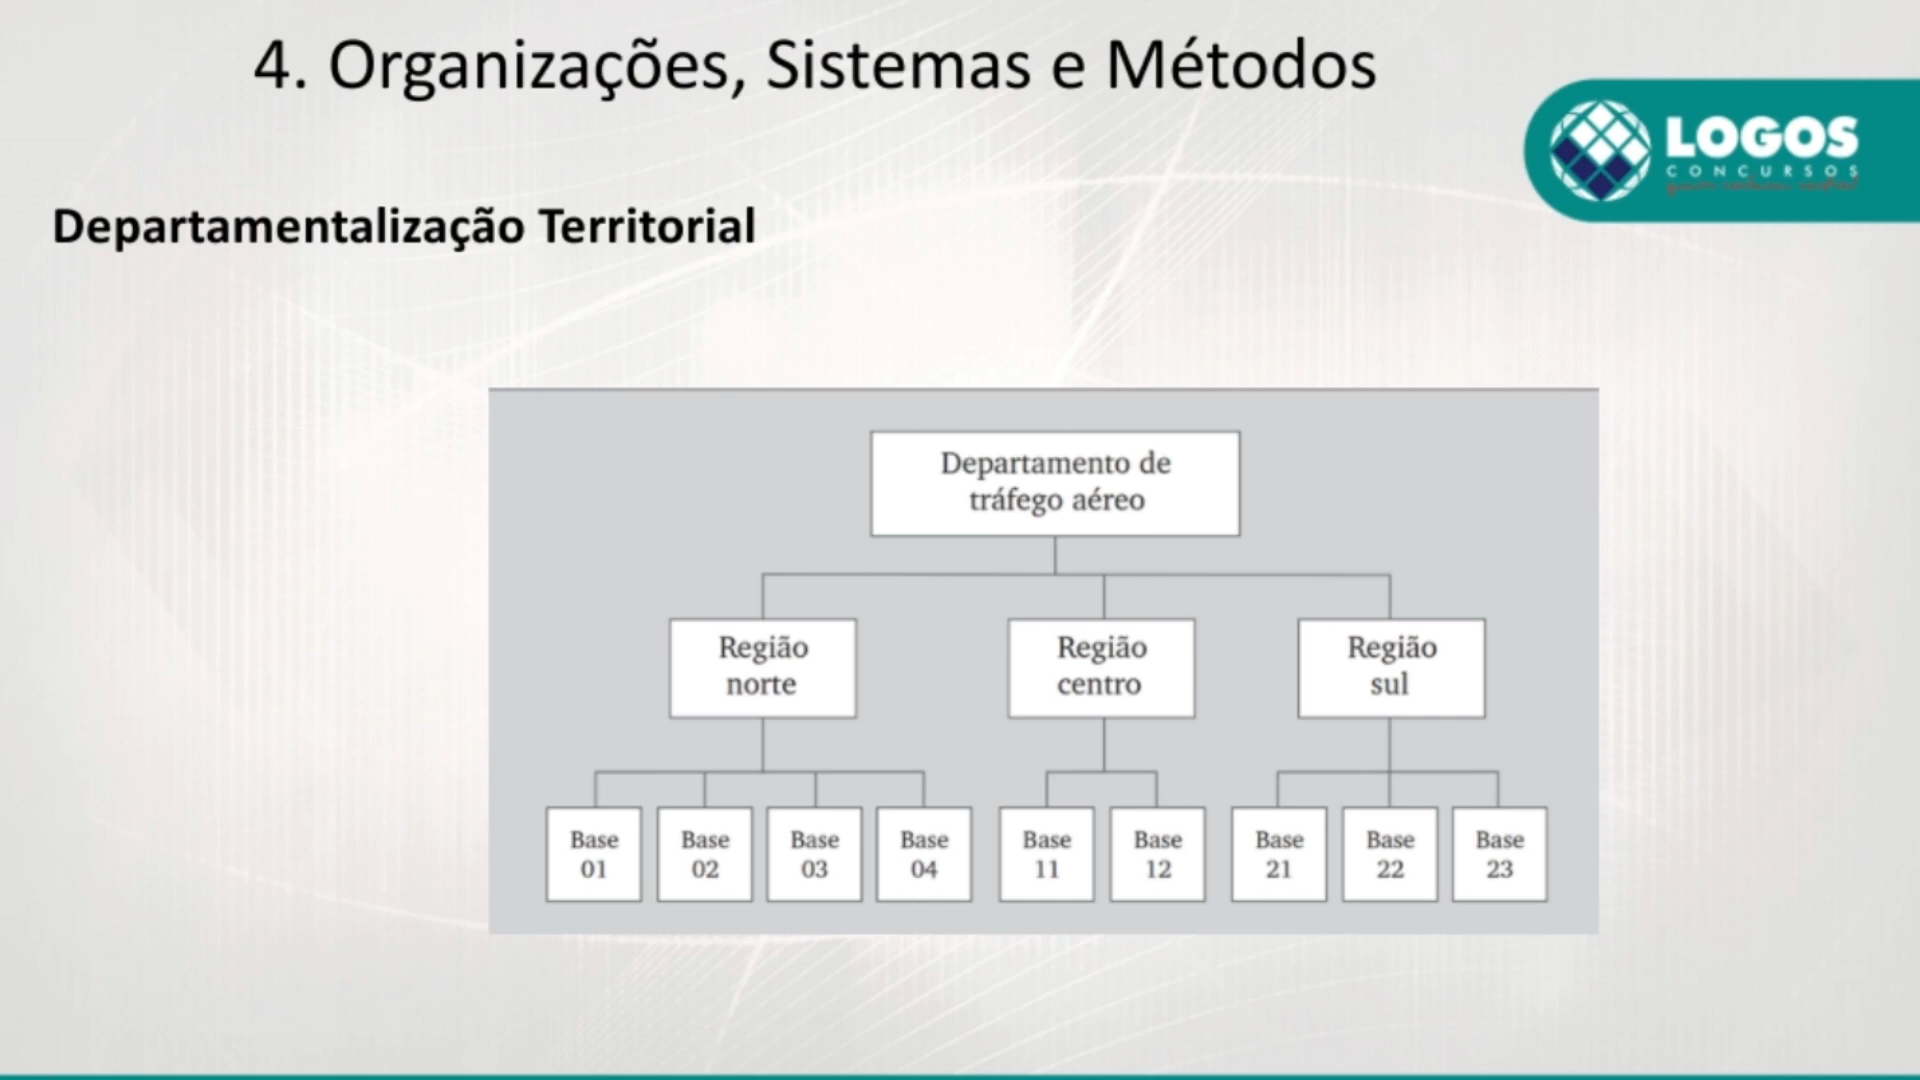 4. Organizações, Sistemas e Métodos
LOGOS
CONCURSOS
Departamentalização Territorial
Departamento de
tráfego aéreo
Região
norte
Região
centro
Região
sul
Base
01
Base
02
Base
03
Base
04
Base
11
Base
12
Base
21
Base
22
Base
23